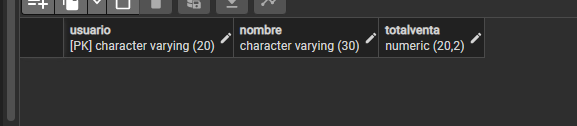 usuario
[PK] character varying (20)
nombre
character varying (30)
totalventa
numeric (20,2)